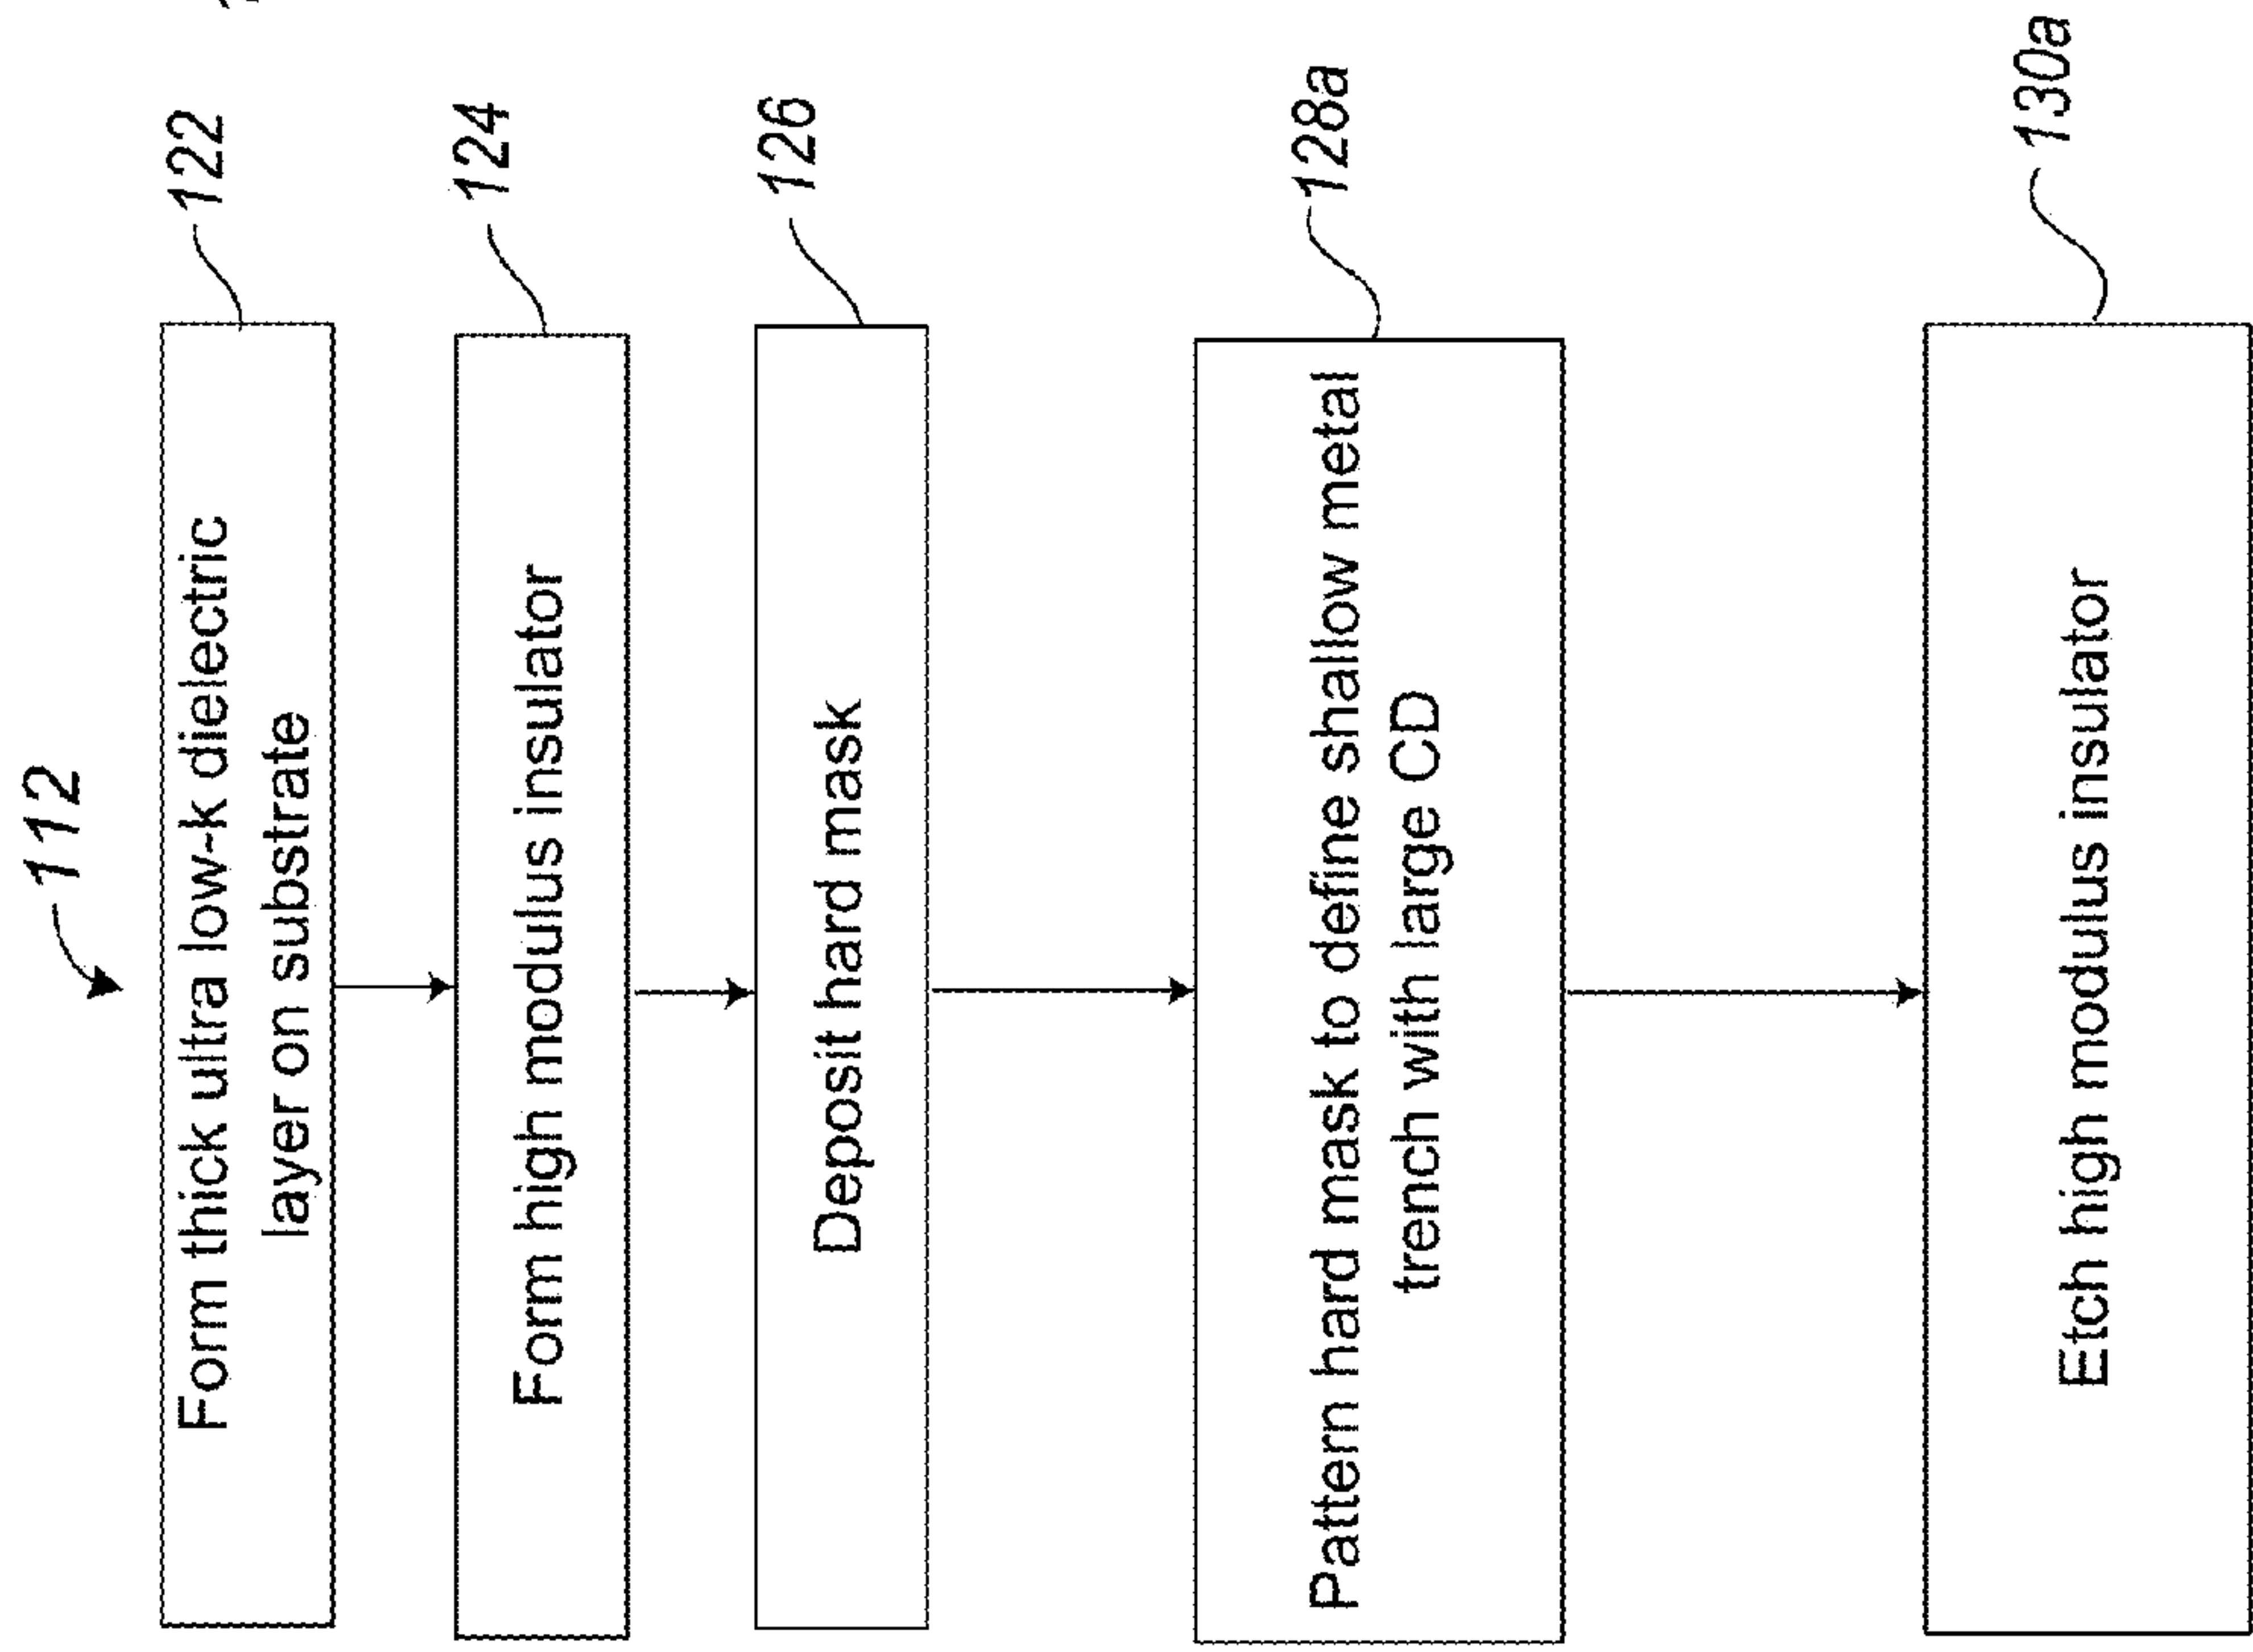 112
Form thick ultra low-k dielectric
layer on substrate
122
Form high modulus insulator
124
Deposit hard mask
126
Pattern hard mask to define shallow metal
trench with large CD
128a
Etch high modulus insulator
130a